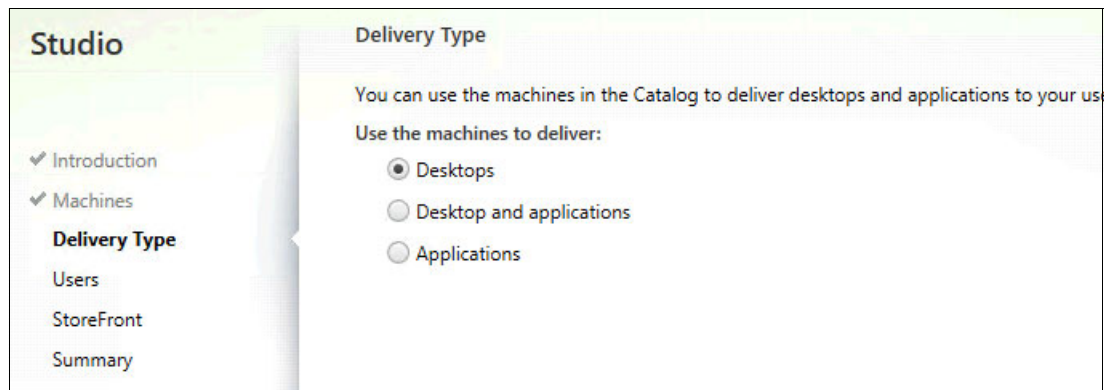 Studio
Introduction
Machines
Delivery Type
Users
StoreFront
Summary
Delivery Type
You can use the machines in the Catalog to deliver desktops and applications to your
Use the machines to deliver:
Desktops
Desktop and applications
Applications